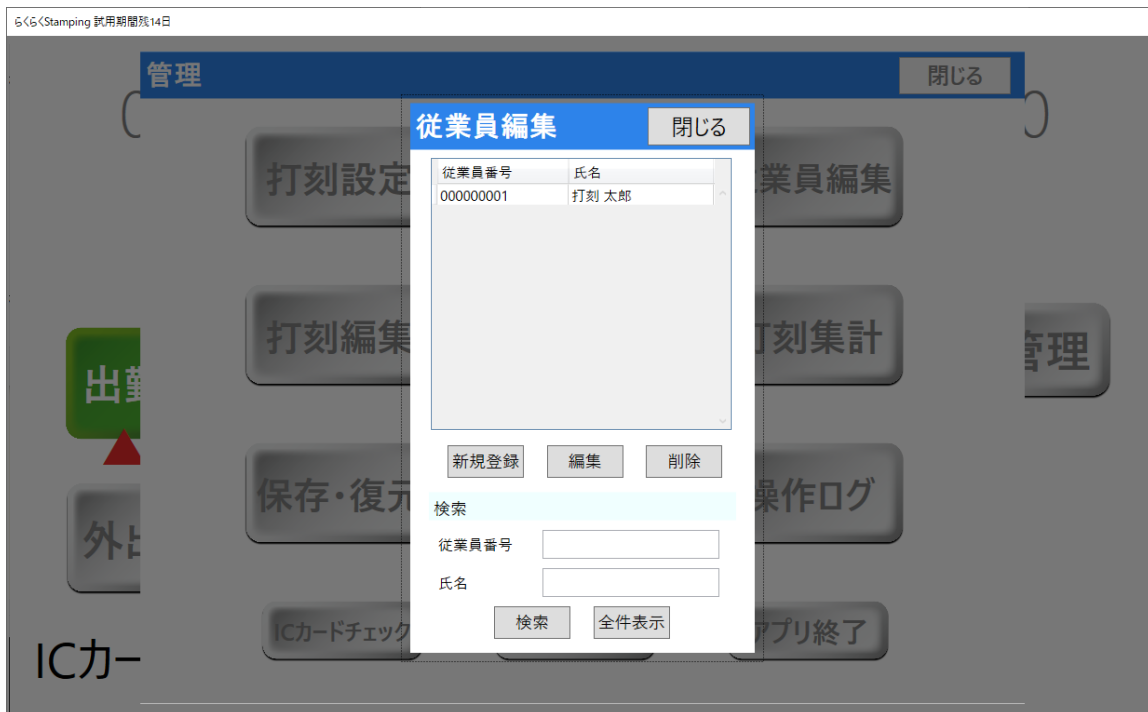 らくらくStamping 試用期間残14日
管理
閉じる
従業員編集
閉じる
打刻設定
業員編集
従業員番号
氏名
000000001
打刻 太郎
打刻編集
打刻集計
管理
出勤
保存・復元
操作ログ
新規登録
編集
削除
検索
外出
従業員番号
氏名
検索
全件表示
ICカードチェック
アプリ終了
ICカー